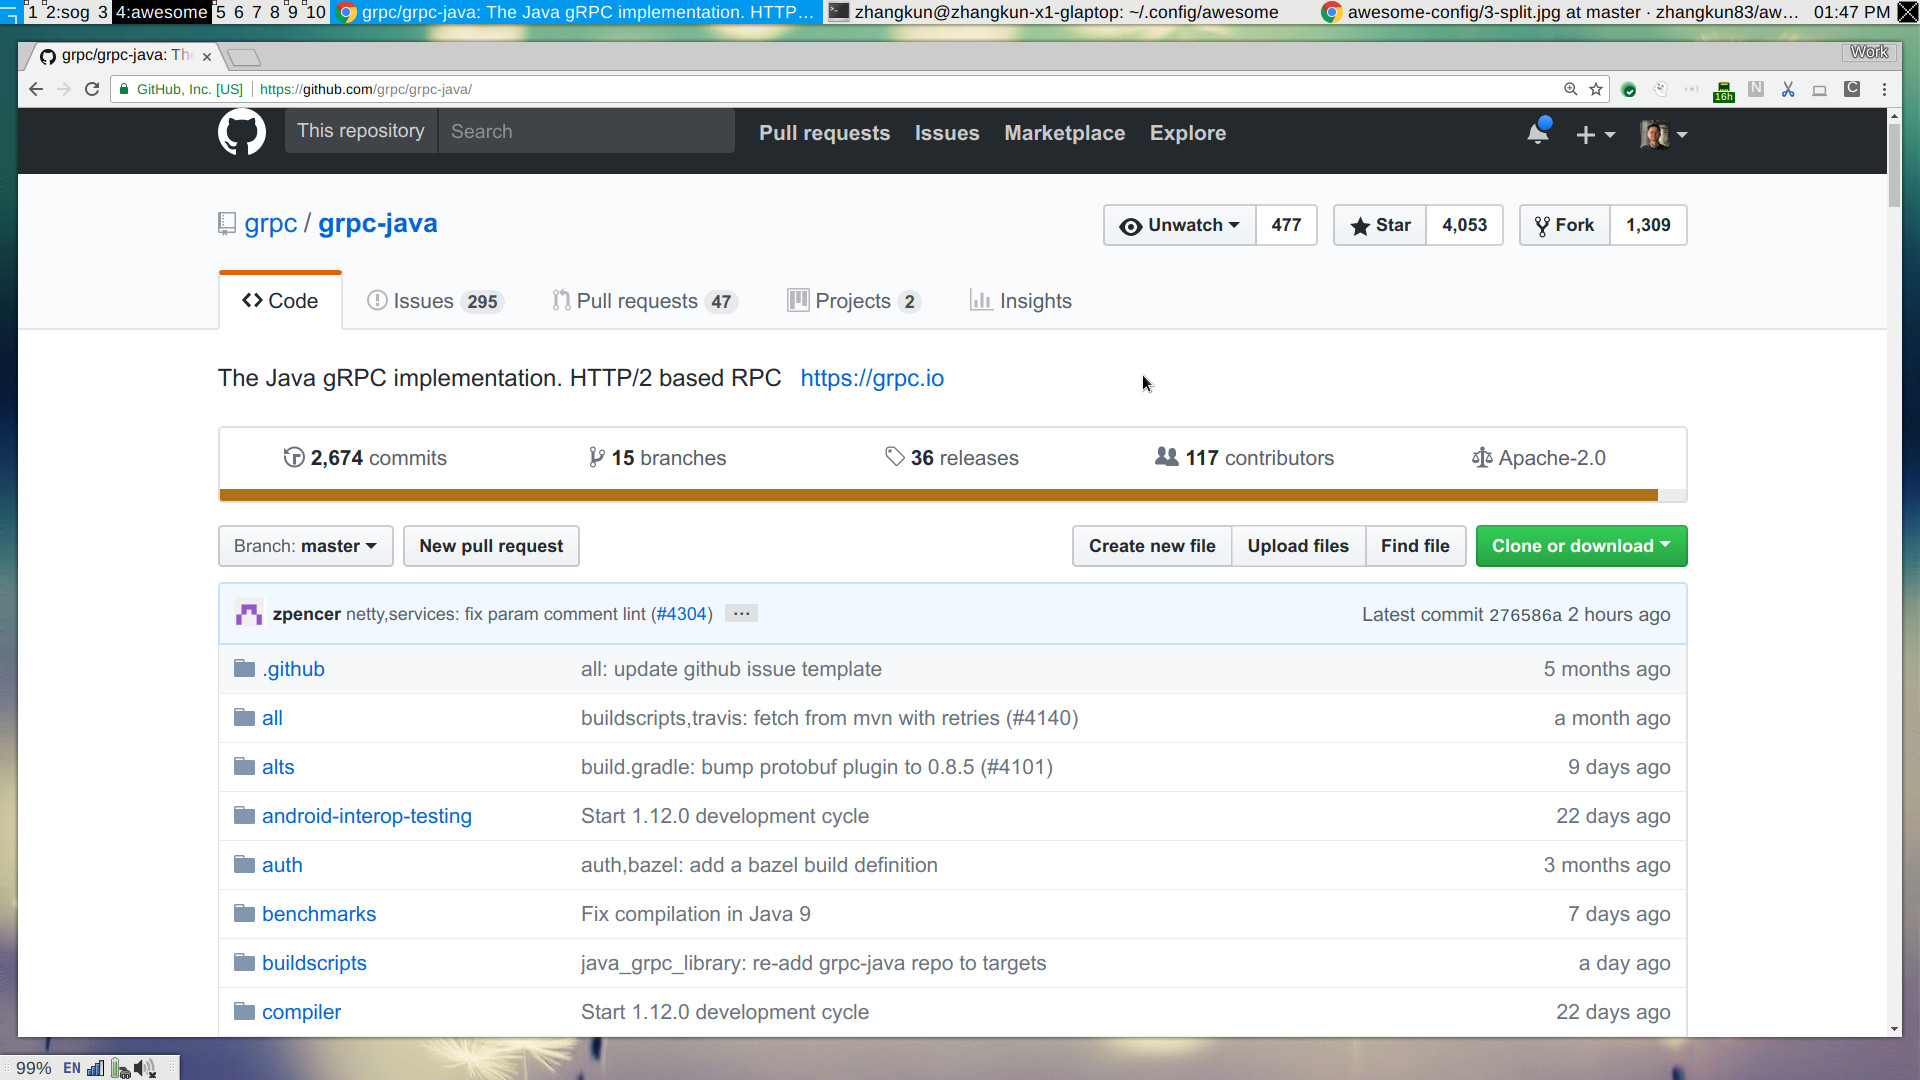 1 2:sog 3 4:awesome 5 6 7 8 9 10 grpc/grpc-java: The Java gRPC implementation. HTTP... zhangkun@zhangkun-x1-glaptop: ~/.config/awesome awesome-config/3-split.jpg at master · zhangkun83/aw... 01:47 PM
grpc/grpc-java: Th Work
GitHub, Inc. [US] https://github.com/grpc/grpc-java/ 16h N C
This repository Search Pull requests Issues Marketplace Explore
grpc / grpc-java Unwatch 477 Star 4,053 Fork 1,309
Code Issues 295 Pull requests 47 Projects 2 Insights
The Java gRPC implementation. HTTP/2 based RPC https://grpc.io
2,674 commits 15 branches 36 releases 117 contributors Apache-2.0
Branch: master New pull request Create new file Upload files Find file Clone or download
zpencer netty,services: fix param comment lint (#4304) ... Latest commit 276586a 2 hours ago
.github all: update github issue template 5 months ago
all buildscripts,travis: fetch from mvn with retries (#4140) a month ago
alts build.gradle: bump protobuf plugin to 0.8.5 (#4101) 9 days ago
android-interop-testing Start 1.12.0 development cycle 22 days ago
auth auth,bazel: add a bazel build definition 3 months ago
benchmarks Fix compilation in Java 9 7 days ago
buildscripts java_grpc_library: re-add grpc-java repo to targets a day ago
compiler Start 1.12.0 development cycle 22 days ago
99% EN